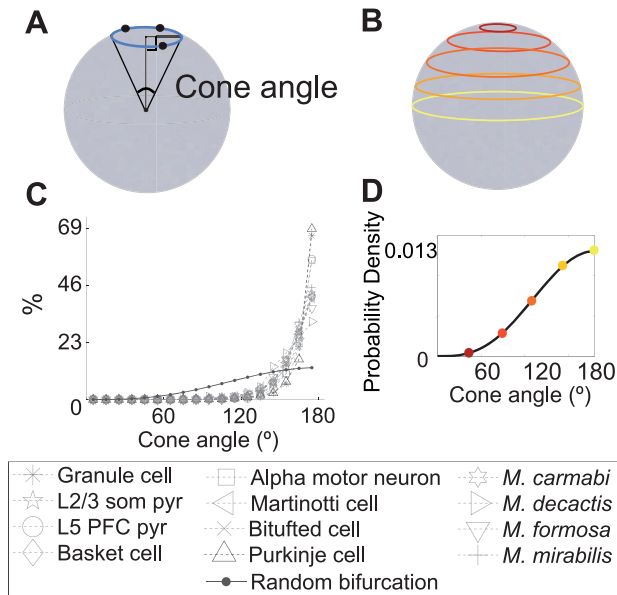 A
B
Cone angle
C
D
69
46
23
0
%
60
120
180
Cone angle (º)
0.013
0
Probability Density
60
120
180
Cone angle (º)
Granule cell
Alpha motor neuron
M. carmabi
L2/3 som pyr
Martinotti cell
M. decactis
L5 PFC pyr
Bitufted cell
M. formosa
Basket cell
Purkinje cell
M. mirabilis
Random bifurcation